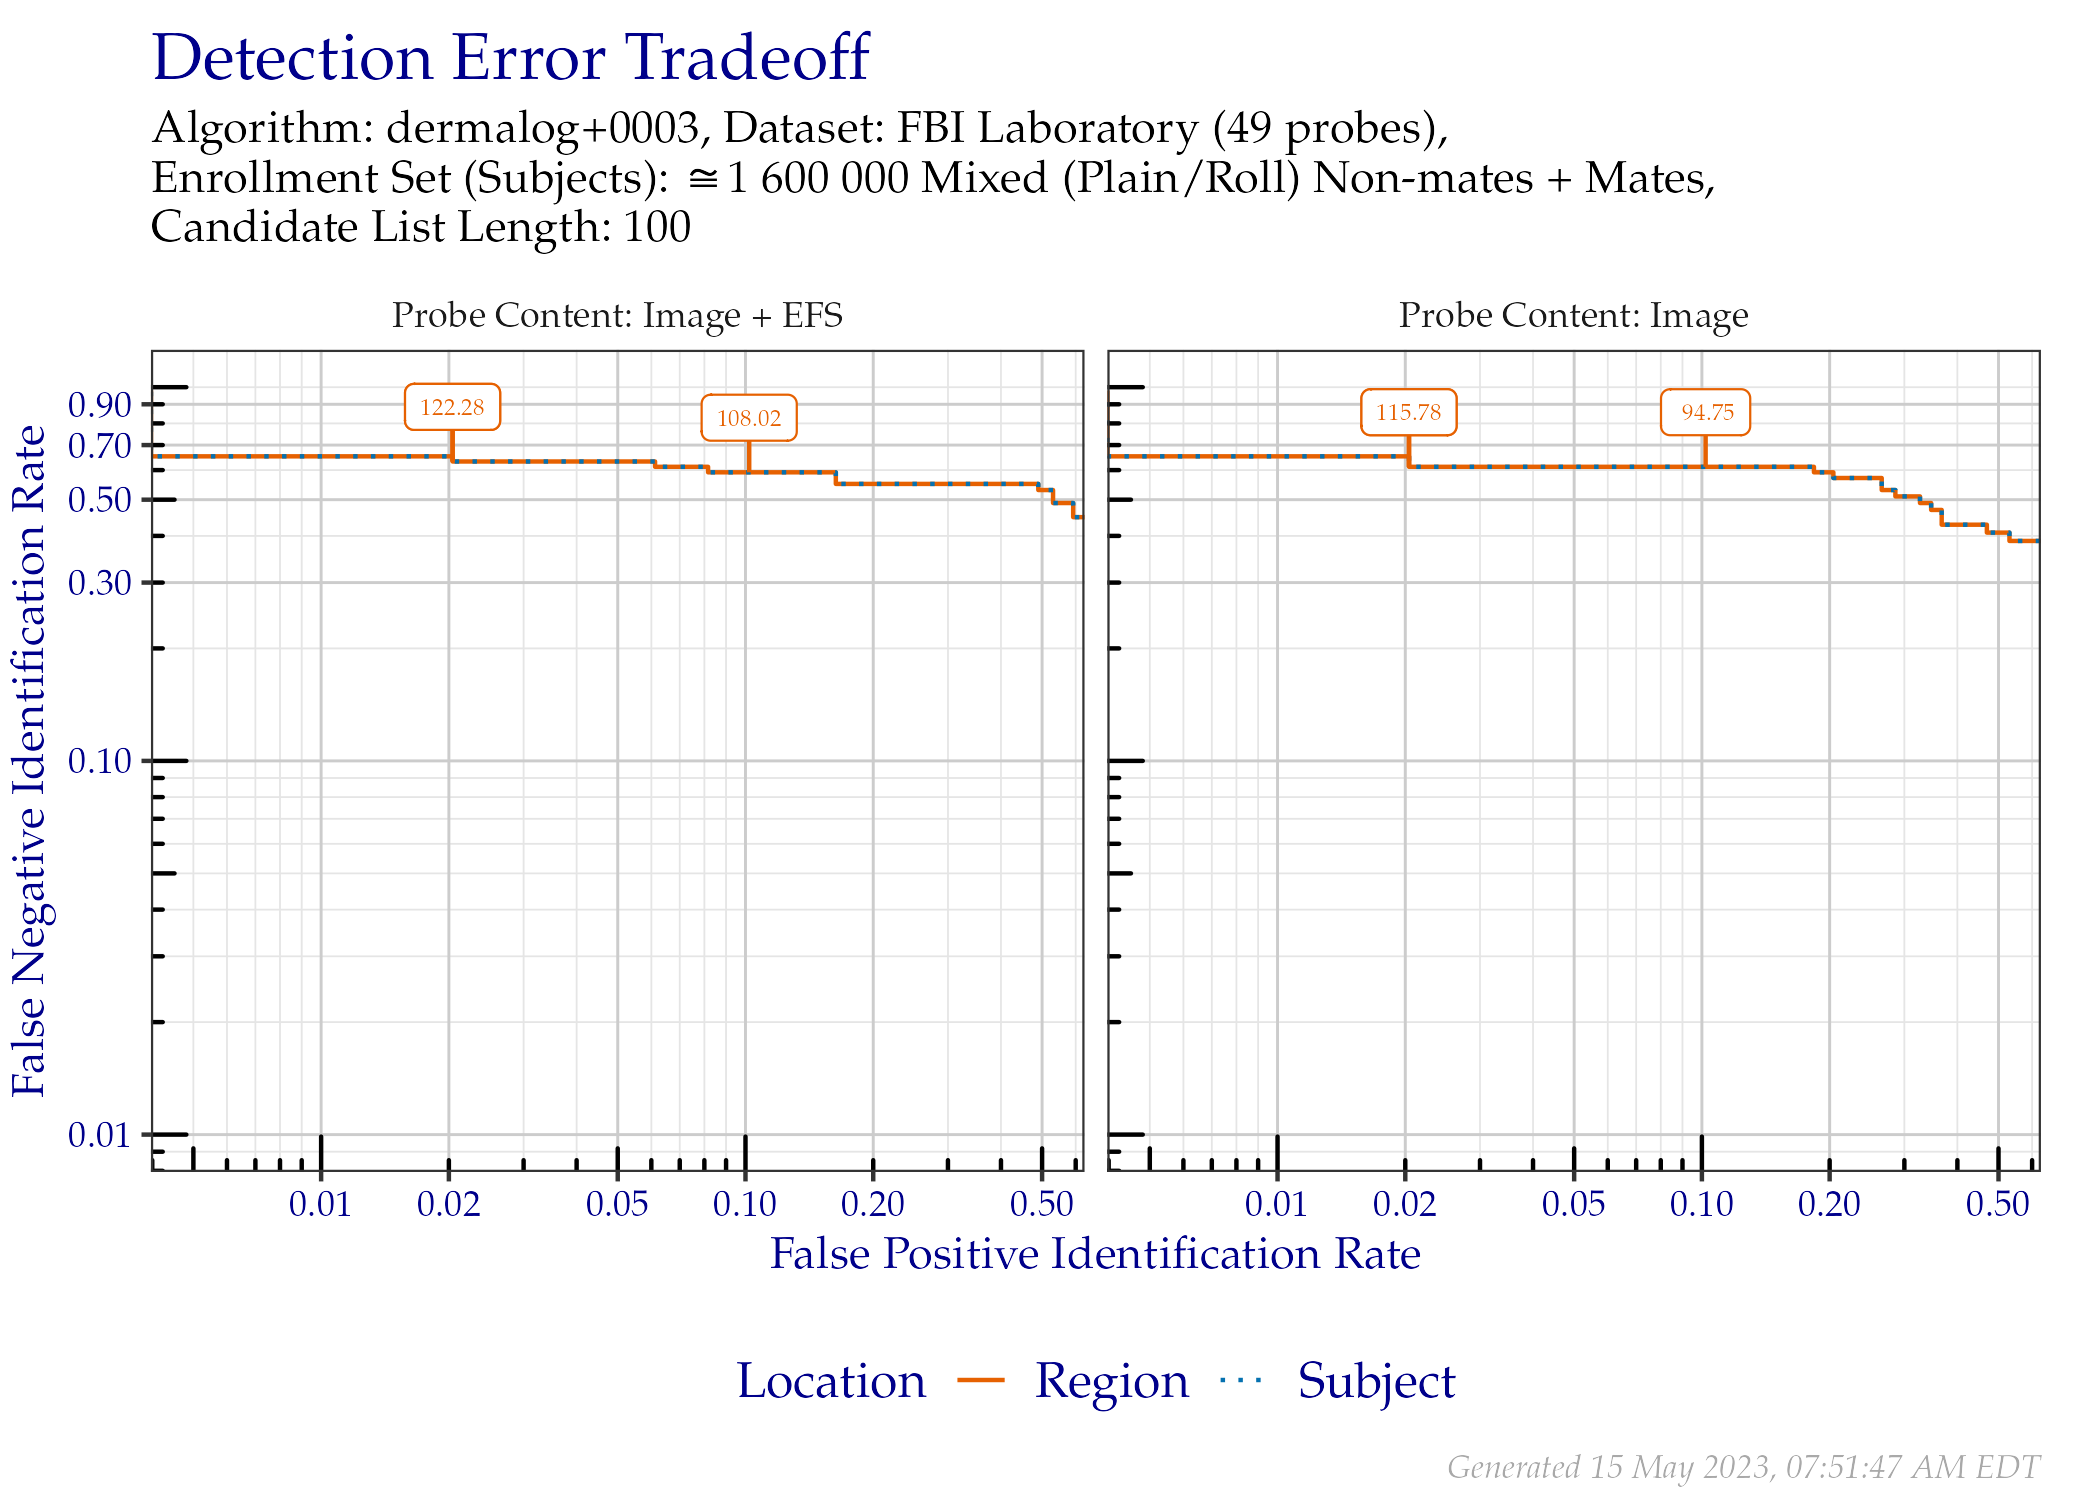 Detection Error Tradeoff
Algorithm: dermalog+0003, Dataset: FBI Laboratory (49 probes),
Enrollment Set (Subjects): ≅1 600 000 Mixed (Plain/Roll) Non-mates + Mates,
Candidate List Length: 100
Probe Content: Image + EFS
Probe Content: Image
False Negative Identification Rate
0.90
0.70
0.50
0.30
0.10
0.01
122.28
108.02
115.78
94.75
0.01 0.02 0.05 0.10 0.20 0.50
0.01 0.02 0.05 0.10 0.20 0.50
False Positive Identification Rate
Location Region Subject
Generated 15 May 2023, 07:51:47 AM EDT